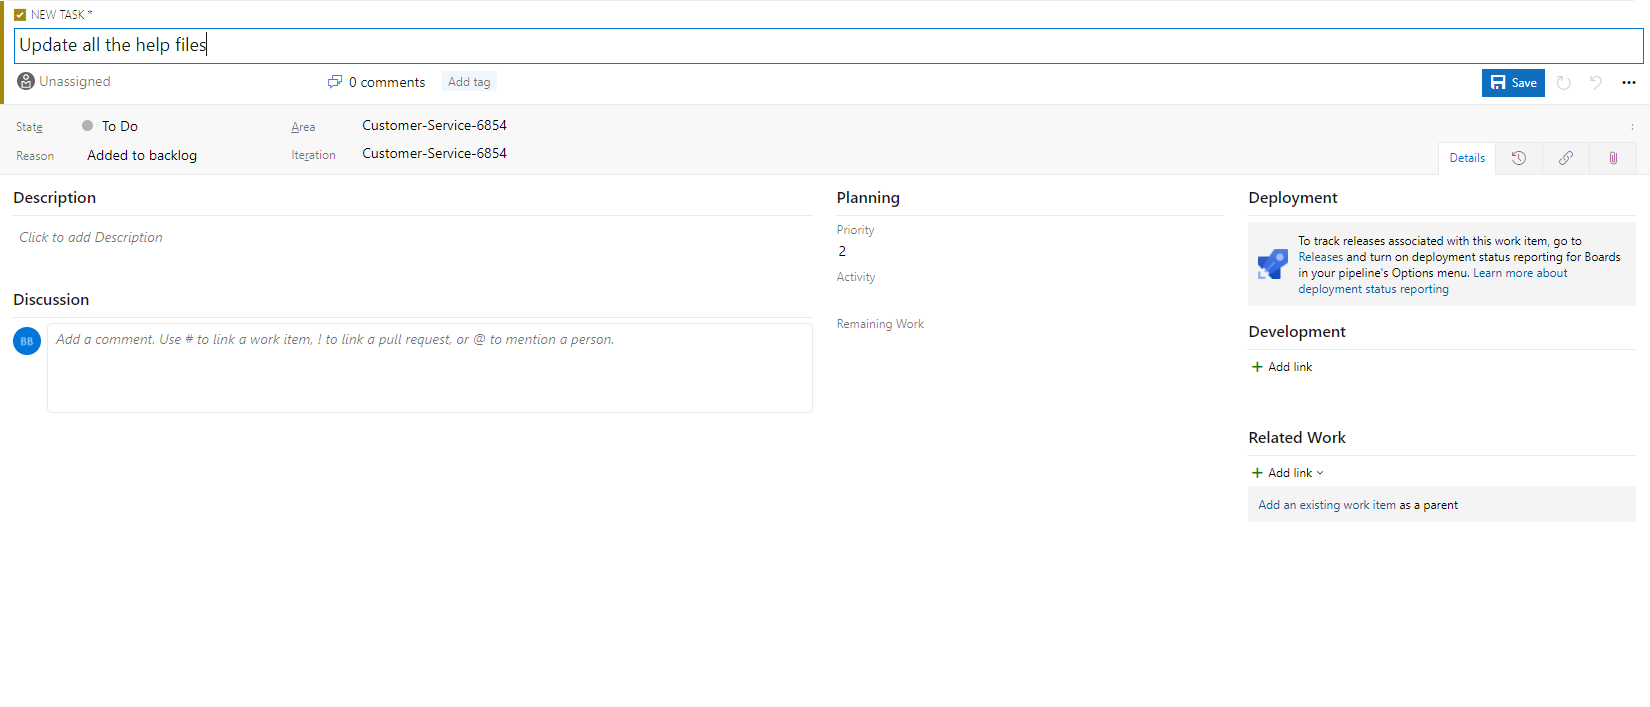 NEW TASK *
Update all the help files
Unassigned
0 comments
Add tag
Save
State
To Do
Area
Customer-Service-6854
Reason
Added to backlog
Iteration
Customer-Service-6854
Details
Description
Click to add Description
Discussion
BB
Add a comment. Use # to link a work item, ! to link a pull request, or @ to mention a person.
Planning
Priority
2
Activity
Remaining Work
Deployment
To track releases associated with this work item, go to
Releases and turn on deployment status reporting for Boards
in your pipeline's Options menu. Learn more about
deployment status reporting
Development
+ Add link
Related Work
+ Add link
Add an existing work item as a parent